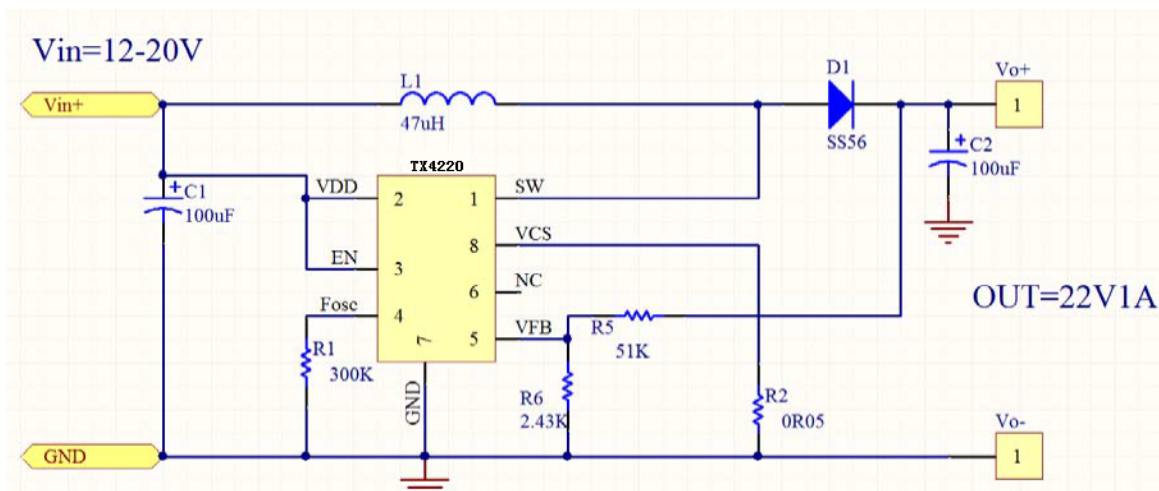 Vin=12-20V
Vin+
L1
47uH
D1
SS56
Vo+
1
C1
100uF
C2
100uF
TX4220
VDD
2
1
SW
8
VCS
EN
3
6
NC
Fosc
4
5
VFB
7
GND
R1
300K
R5
51K
R6
2.43K
R2
0R05
OUT=22V1A
GND
Vo-
1